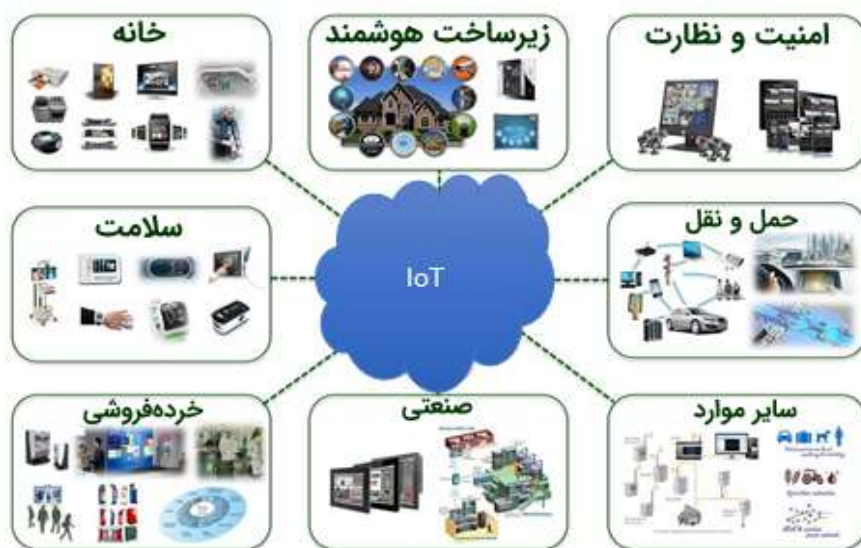 خانه
زیرساخت هوشمند
امنیت و نظارت
سلامت
IoT
حمل و نقل
خرده‌فروشی
صنعتی
سایر موارد